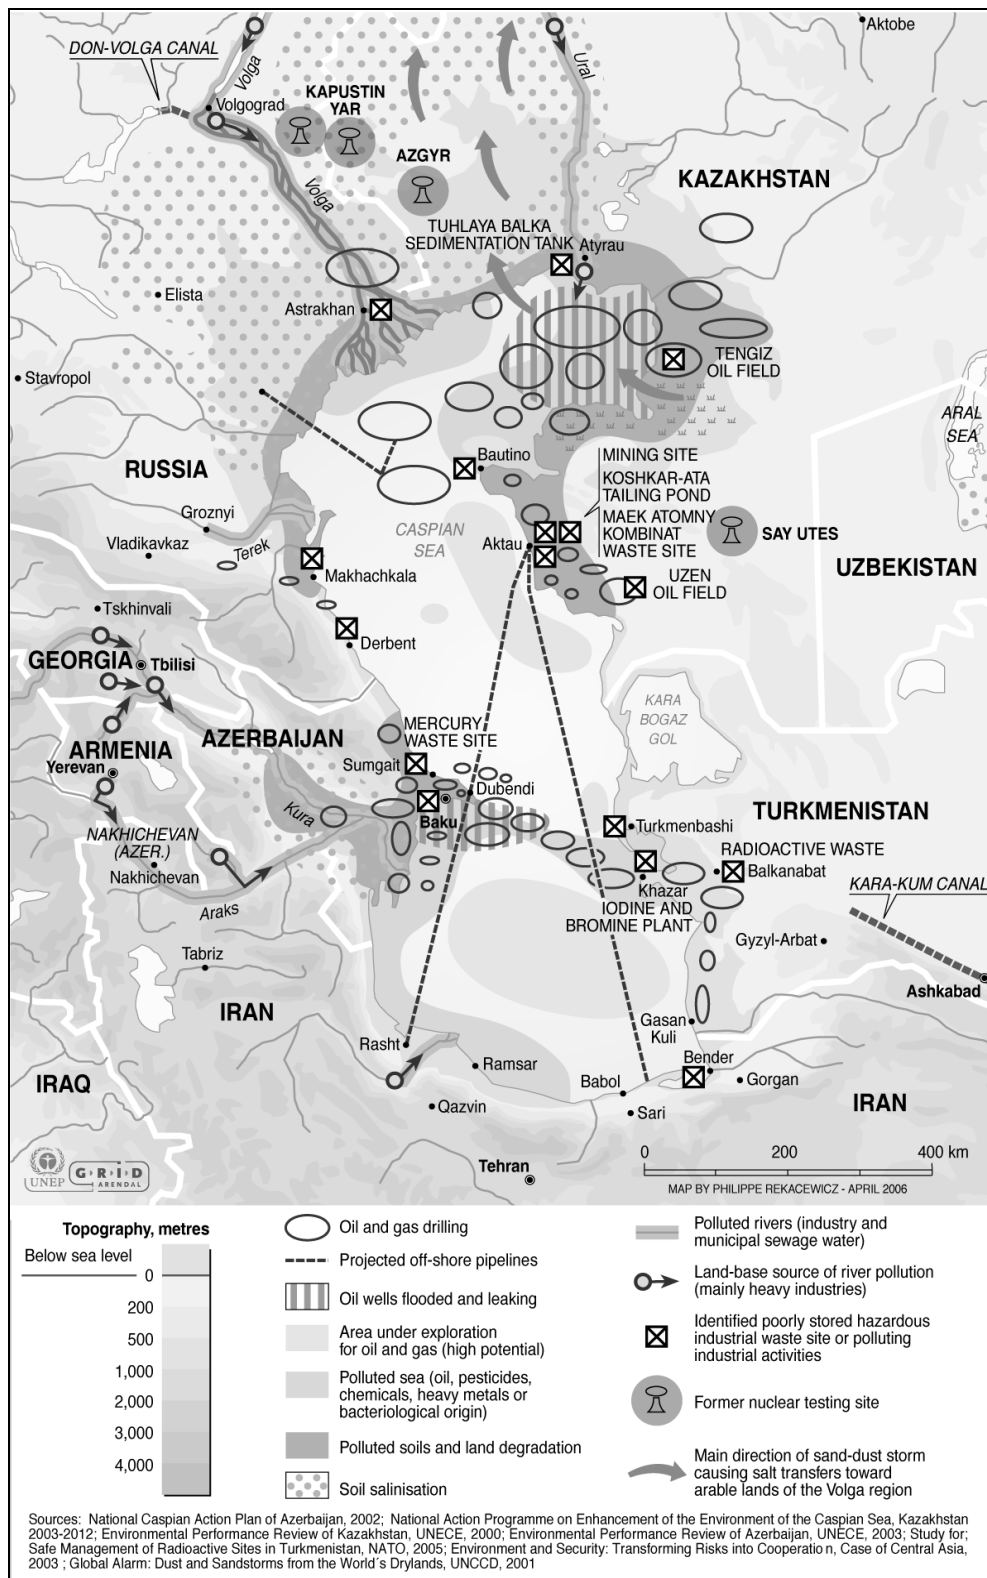 DON-VOLGA CANAL
Volga
Ural
Aktobe
Volgograd
KAPUSTIN
YAR
AZGYR
KAZAKHSTAN
Volga
TUHLAYA BALKA
SEDIMENTATION TANK
Atyrau
Elista
Astrakhan
TENGIZ
OIL FIELD
Stavropol
ARAL
SEA
RUSSIA
Bautino
MINING SITE
KOSHKAR-ATA
TAILING POND
MAEK ATOMNY
KOMBINAT
WASTE SITE
Groznyi
CASPIAN
SEA
Aktau
SAY UTES
Vladikavkaz
Terek
Makhachkala
UZEN
OIL FIELD
UZBEKISTAN
Tskhinvali
Derbent
GEORGIA
Tbilisi
KARA
BOGAZ
GOL
ARMENIA
AZERBAIJAN
MERCURY
WASTE SITE
Yerevan
Sumgait
Dubendi
Baku
Kura
TURKMENISTAN
Turkmenbashi
NAKHICHEVAN
(AZER.)
Nakhichevan
RADIOACTIVE WASTE
Balkanabat
Khazar
IODINE AND
BROMINE PLANT
KARA-KUM CANAL
Araks
Gyzyl-Arbat
Tabriz
Ashkabad
IRAN
Gasan
Kuli
Rasht
Ramsar
Bender
Babol
Gorgan
IRAQ
Qazvin
Sari
IRAN
Tehran
0 200 400 km
MAP BY PHILIPPE REKACEWICZ - APRIL 2006
UNEP
G R I D
ARENDAL
Topography, metres
Below sea level
0
200
500
1,000
2,000
3,000
4,000
Oil and gas drilling
Projected off-shore pipelines
Oil wells flooded and leaking
Area under exploration
for oil and gas (high potential)
Polluted sea (oil, pesticides,
chemicals, heavy metals or
bacteriological origin)
Polluted soils and land degradation
Soil salinisation
Polluted rivers (industry and
municipal sewage water)
Land-base source of river pollution
(mainly heavy industries)
Identified poorly stored hazardous
industrial waste site or polluting
industrial activities
Former nuclear testing site
Main direction of sand-dust storm
causing salt transfers toward
arable lands of the Volga region
Sources: National Caspian Action Plan of Azerbaijan, 2002; National Action Programme on Enhancement of the Environment of the Caspian Sea, Kazakhstan
2003-2012; Environmental Performance Review of Kazakhstan, UNECE, 2000; Environmental Performance Review of Azerbaijan, UNECE, 2003; Study for;
Safe Management of Radioactive Sites in Turkmenistan, NATO, 2005; Environment and Security: Transforming Risks into Cooperation, Case of Central Asia,
2003 ; Global Alarm: Dust and Sandstorms from the World´s Drylands, UNCCD, 2001